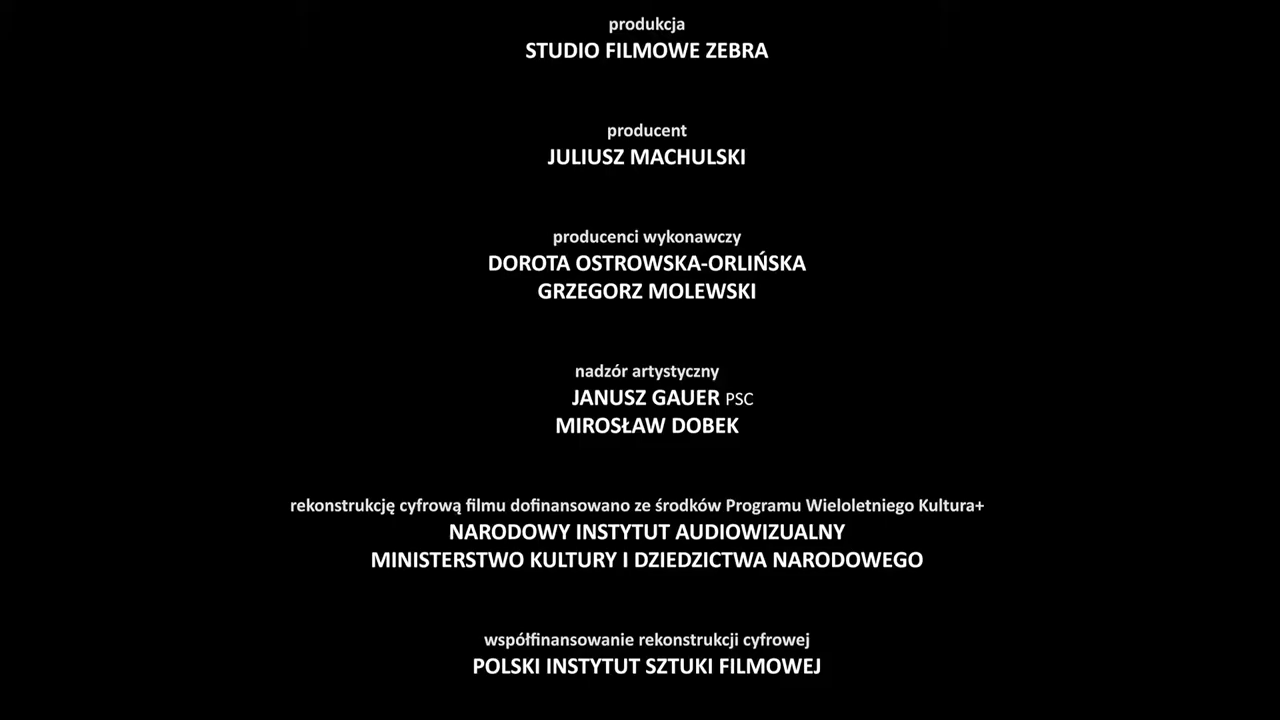 produkcja
STUDIO FILMOWE ZEBRA
producent
JULIUSZ MACHULSKI
producenci wykonawczy
DOROTA OSTROWSKA-ORLIŃSKA
GRZEGORZ MOLEWSKI
nadzór artystyczny
JANUSZ GAUER PSC
MIROSŁAW DOBEK
rekonstrukcję cyfrową filmu dofinansowano ze środków Programu Wieloletniego Kultura+
NARODOWY INSTYTUT AUDIOWIZUALNY
MINISTERSTWO KULTURY I DZIEDZICTWA NARODOWEGO
współfinansowanie rekonstrukcji cyfrowej
POLSKI INSTYTUT SZTUKI FILMOWEJ